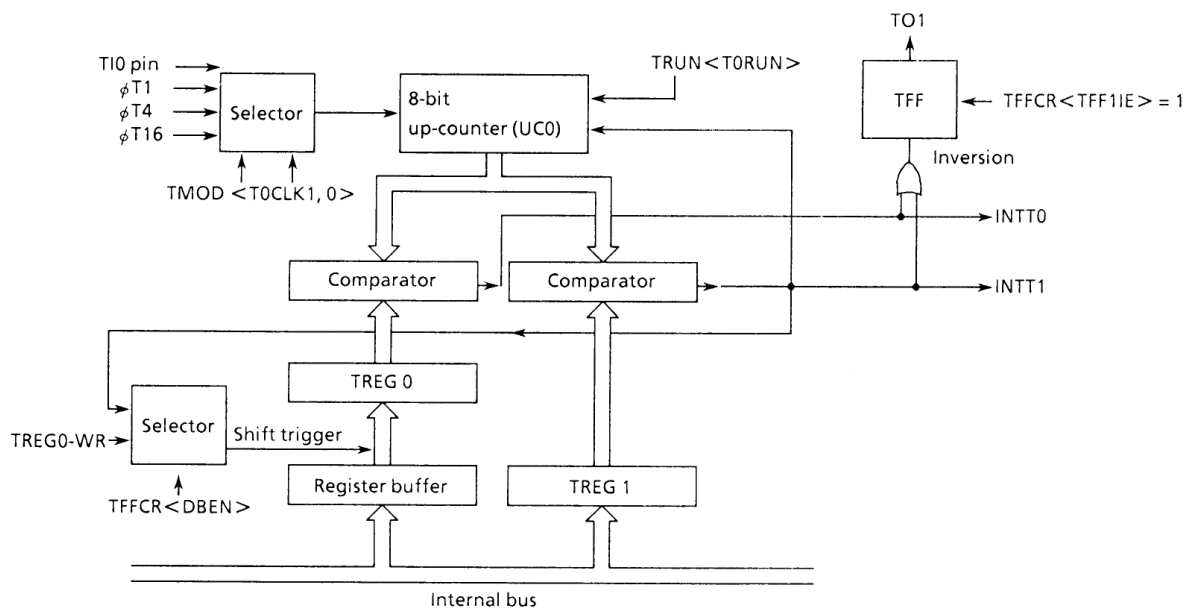 TO1
TI0 pin
TRUN<T0RUN>
ϕT1
8-bit
TFF
TFFCR<TFF1IE> = 1
ϕT4
Selector
up-counter (UC0)
ϕT16
Inversion
TMOD <T0CLK1, 0>
INTT0
Comparator
Comparator
INTT1
TREG 0
Selector
Shift trigger
TREG0-WR
Register buffer
TREG 1
TFFCR<DBEN>
Internal bus